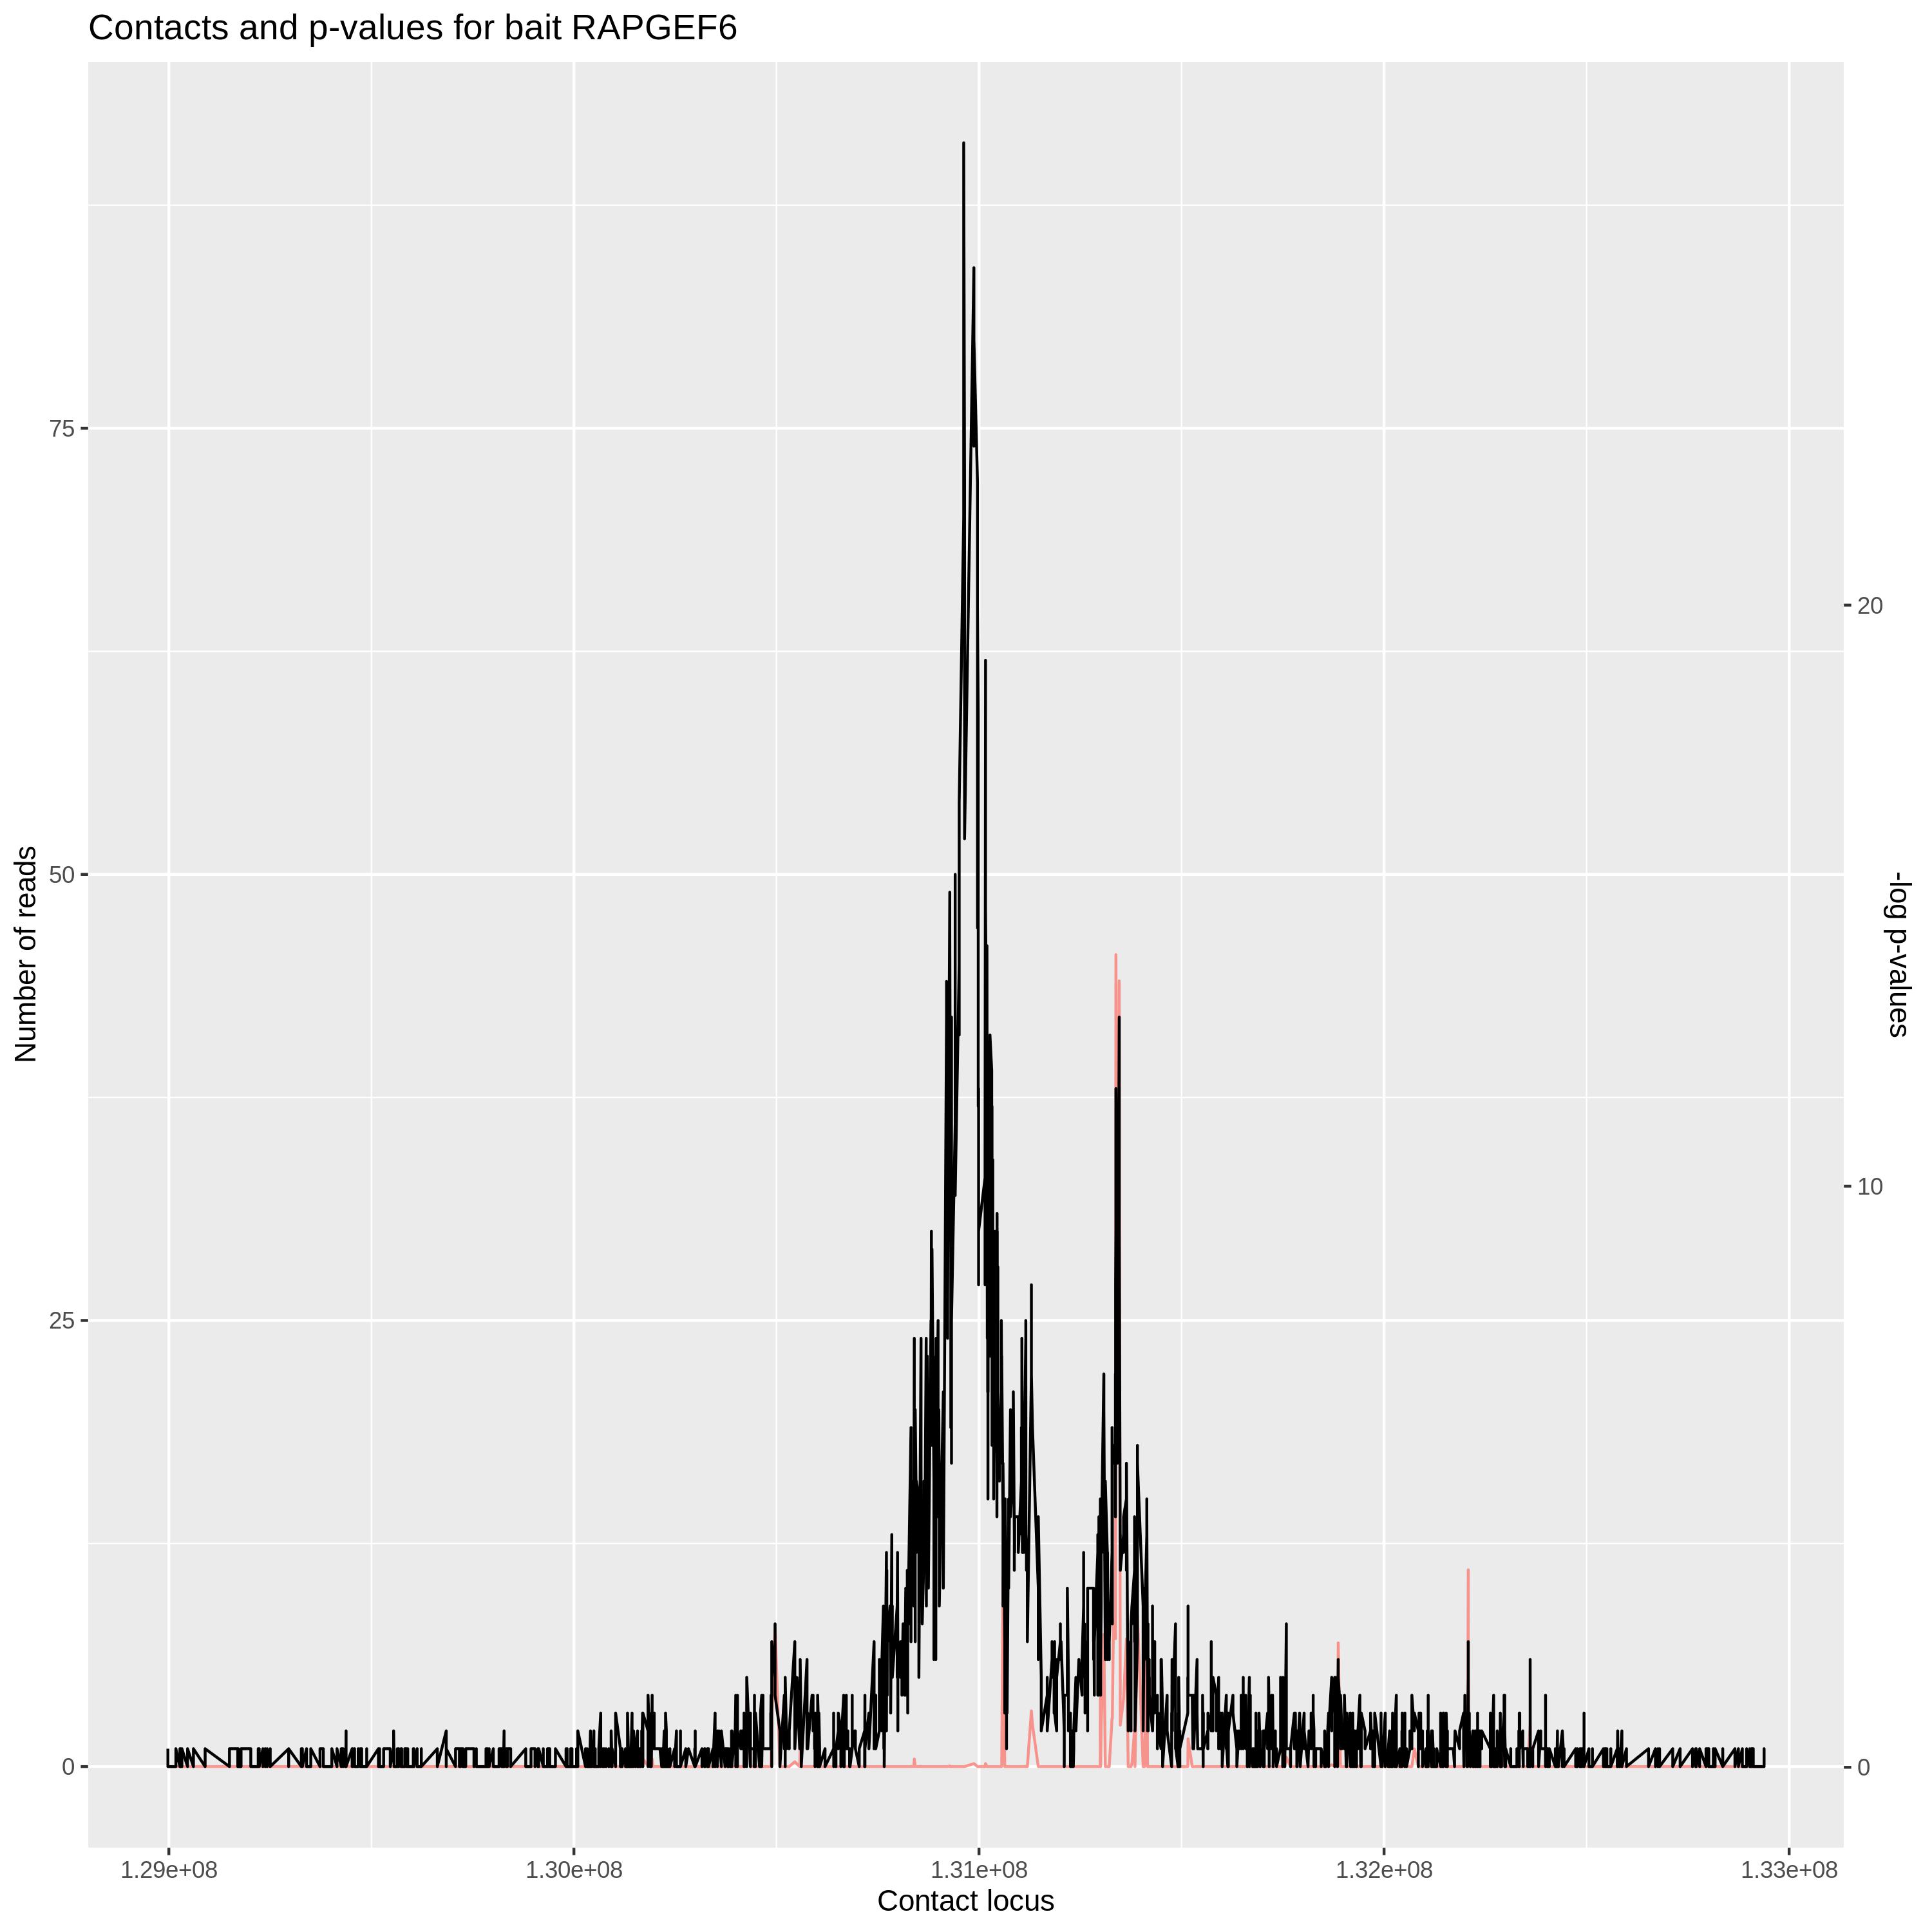 Contacts and p-values for bait RAPGEF6
75
50
25
0
Number of reads
20
10
0
-log p-values
1.29e+08
1.30e+08
1.31e+08
1.32e+08
1.33e+08
Contact locus